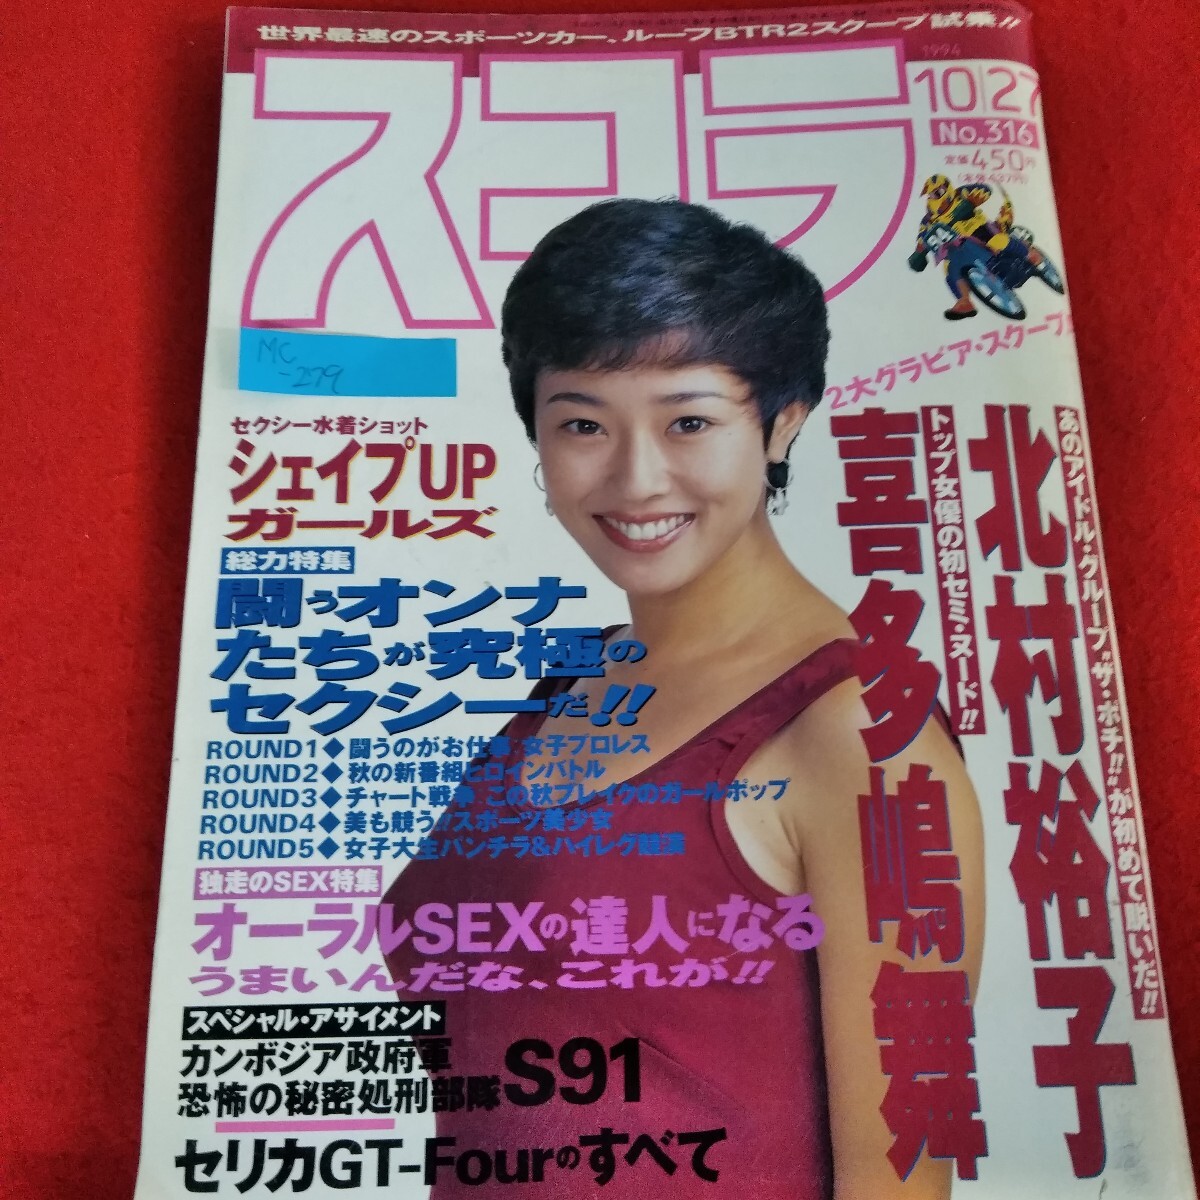 世界最速のスポーツカー、ルーフBTR2スクープ試乗!!
スコラ
1994
10/27
No.316
定価450円
(本体437円)
MC
-279
2大グラビア・スクープ
あのアイドル・グループ"ザ・ポチ!!"が初めて脱いだ!!
北村裕子
トップ女優の初セミ・ヌード!!
喜多嶋舞
セクシー水着ショット
シェイプUP
ガールズ
総力特集
闘うオンナ
たちが究極の
セクシーだ!!
ROUND1◆闘うのがお仕事 女子プロレス
ROUND2◆秋の新番組ヒロインバトル
ROUND3◆チャート戦争 この秋ブレイクのガールポップ
ROUND4◆美も競う!!スポーツ美少女
ROUND5◆女子大生パンチラ&ハイレグ競演
独走のSEX特集
オーラルSEXの達人になる
うまいんだな、これが!!
スペシャル・アサイメント
カンボジア政府軍
恐怖の秘密処刑部隊S91
セリカGT-Fourのすべて